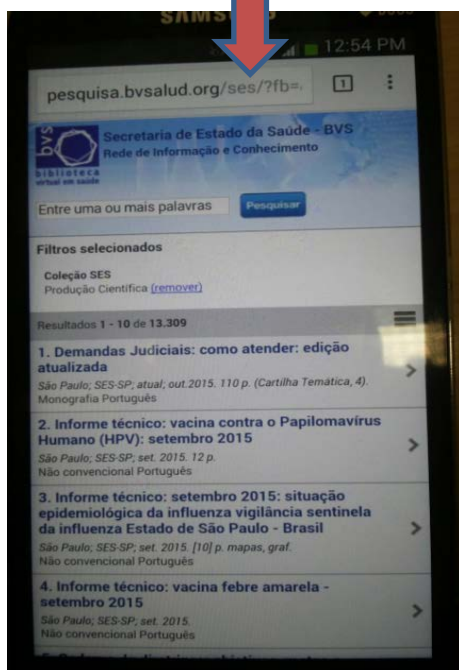 SAMS
12:54 PM
pesquisa.bvsalud.org/ses/?fb=
1
bvs
biblioteca
virtual em saúde
Secretaria de Estado da Saúde - BVS
Rede de Informação e Conhecimento
Entre uma ou mais palavras
Pesquisar
Filtros selecionados
Coleção SES
Produção Científica (remover)
Resultados 1 - 10 de 13.309
1. Demandas Judiciais: como atender: edição
atualizada
São Paulo; SES-SP; atual; out.2015. 110 p. (Cartilha Temática, 4).
Monografia Português
2. Informe técnico: vacina contra o Papilomavírus
Humano (HPV): setembro 2015
São Paulo; SES-SP; set. 2015. 12 p.
Não convencional Português
3. Informe técnico: setembro 2015: situação
epidemiológica da influenza vigilância sentinela
da influenza Estado de São Paulo - Brasil
São Paulo; SES-SP; set. 2015. [10] p. mapas, graf.
Não convencional Português
4. Informe técnico: vacina febre amarela -
setembro 2015
São Paulo; SES-SP; set. 2015.
Não convencional Português